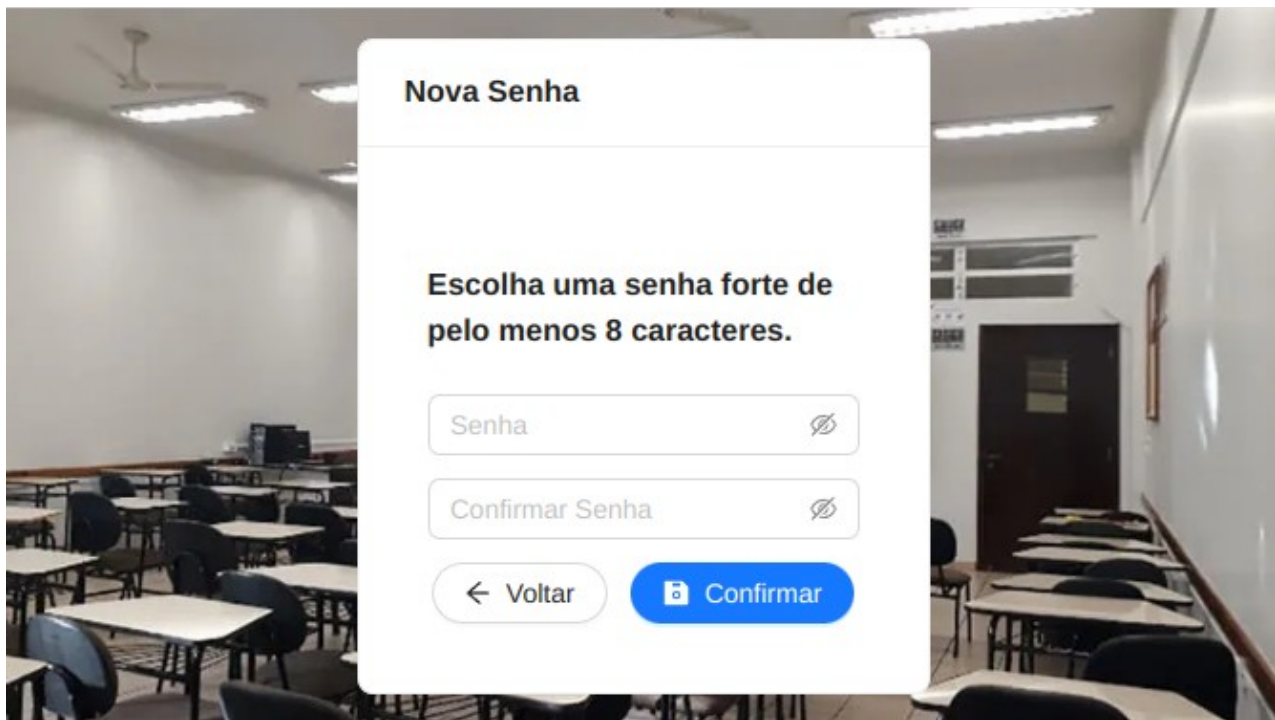 Nova Senha
Escolha uma senha forte de
pelo menos 8 caracteres.
Senha
Confirmar Senha
Voltar
Confirmar